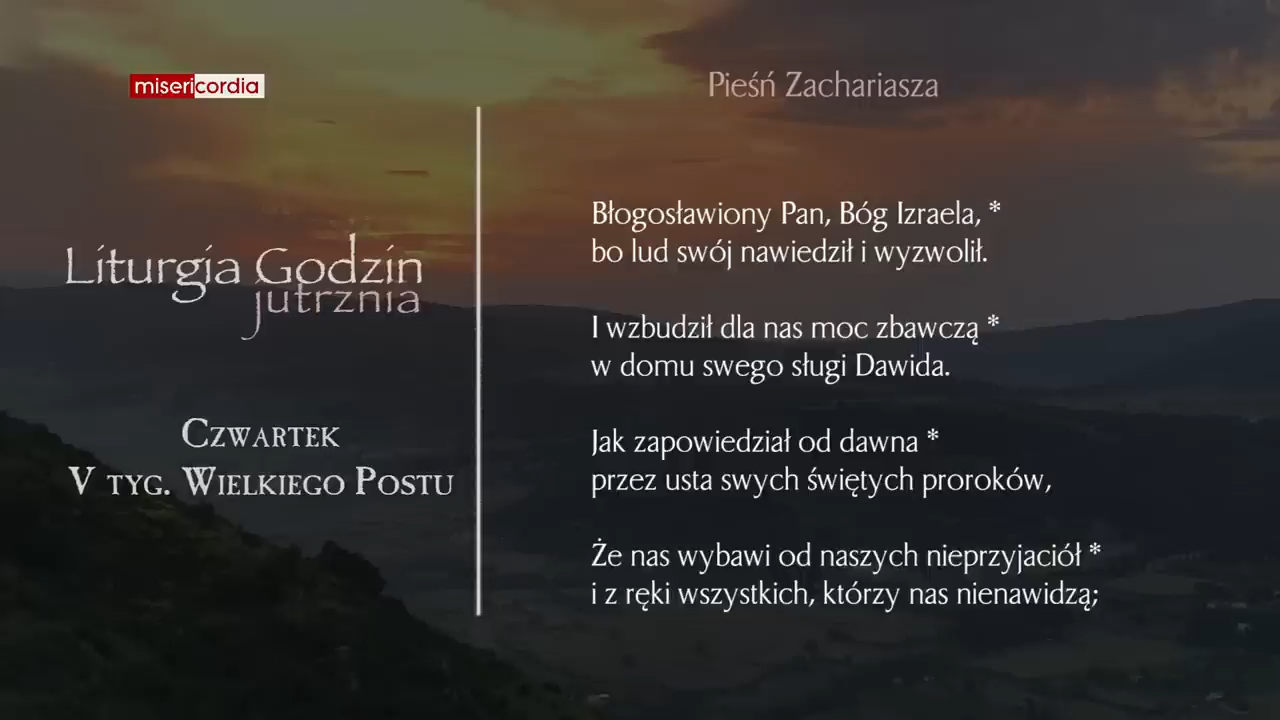 misericordia
Liturgia Godzin
jutrznia
Czwartek
V tyg. Wielkiego Postu
Pieśń Zachariasza
Błogosławiony Pan, Bóg Izraela, *
bo lud swój nawiedził i wyzwolił.
I wzbudził dla nas moc zbawczą *
w domu swego sługi Dawida.
Jak zapowiedział od dawna *
przez usta swych świętych proroków,
Że nas wybawi od naszych nieprzyjaciół *
i z ręki wszystkich, którzy nas nienawidzą;